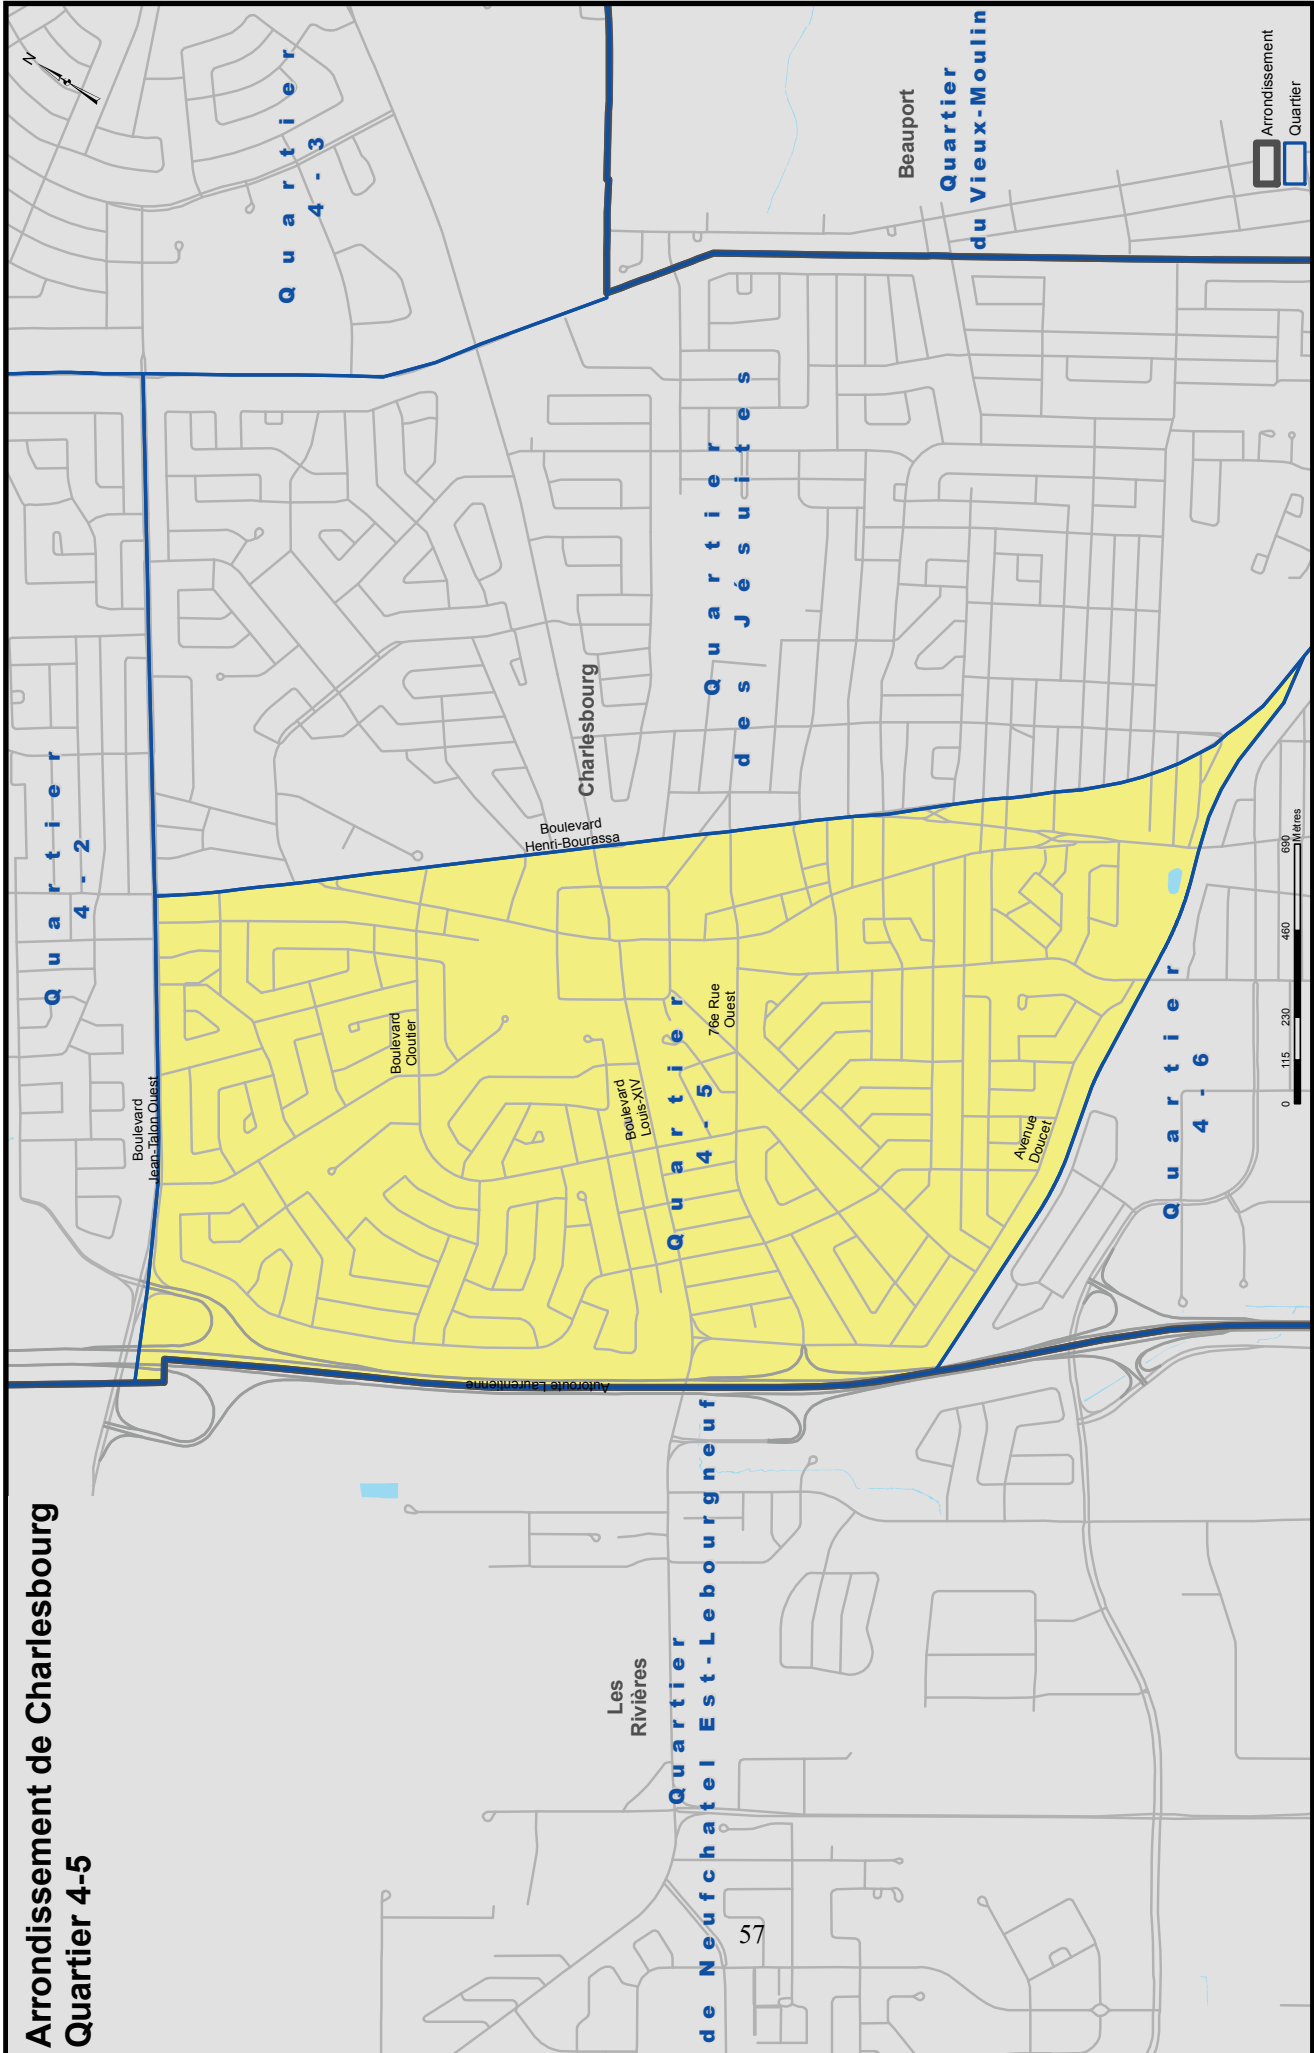 Arrondissement de Charlesbourg
Quartier 4-5
Quartier
4-2
Quartier
4-3
Boulevard
Jean-Talon Ouest
Boulevard
Cloutier
Boulevard
Henri-Bourassa
Charlesbourg
Autoroute Laurentienne
Boulevard
Louis-XIV
Quartier
4-5
76e Rue
Ouest
Quartier
des Jésuites
Les
Rivières
Quartier
de Neufchatel Est-Lebourgneuf
Beauport
Quartier
du Vieux-Moulin
Avenue
Doucet
Quartier
4-6
Arrondissement
Quartier
0 115 230 460 690
Mètres
N
57